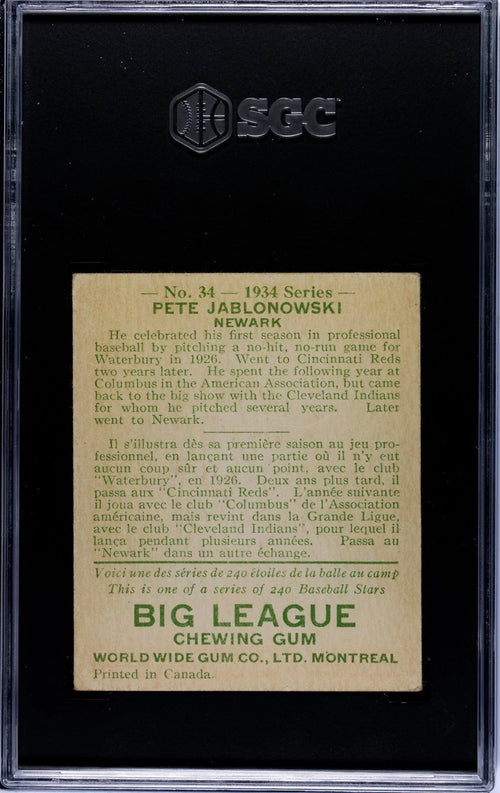 SGC
— No. 34 — 1934 Series —
PETE JABLONOWSKI
NEWARK
He celebrated his first season in professional
baseball by pitching a no-hit, no-run game for
Waterbury in 1926. Went to Cincinnati Reds
two years later. He spent the following year at
Columbus in the American Association, but came
back to the big show with the Cleveland Indians
for whom he pitched several years. Later
went to Newark.
Il s'illustra dès sa première saison au jeu pro-
fessionnel, en lançant une partie où il n'y eut
aucun coup sûr et aucun point, avec le club
"Waterbury", en 1926. Deux ans plus tard, il
passa aux "Cincinnati Reds". L'année suivante
il joua avec le club "Columbus" de l'Association
américaine, mais revint dans la Grande Ligue,
avec le club "Cleveland Indians", pour lequel il
lança pendant plusieurs années. Passa au
"Newark" dans un autre échange.
Voici une des séries de 240 étoiles de la balle au camp
This is one of a series of 240 Baseball Stars
BIG LEAGUE
CHEWING GUM
WORLD WIDE GUM CO., LTD. MONTREAL
Printed in Canada.